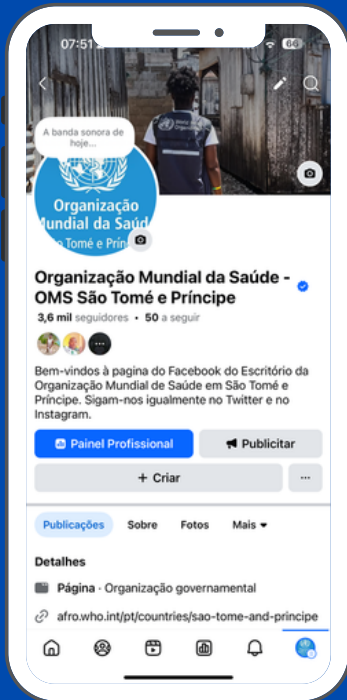 07:51
66
A banda sonora de
hoje...
Organização
Mundial da Saúde
São Tomé e Prín
Organização Mundial da Saúde -
OMS São Tomé e Príncipe
3,6 mil seguidores • 50 a seguir
Bem-vindos à pagina do Facebook do Escritório da
Organização Mundial de Saúde em São Tomé e
Príncipe. Sigam-nos igualmente no Twitter e no
Instagram.
Painel Profissional
Publicitar
+ Criar
...
Publicações Sobre Fotos Mais
Detalhes
Página · Organização governamental
afro.who.int/pt/countries/sao-tome-and-principe